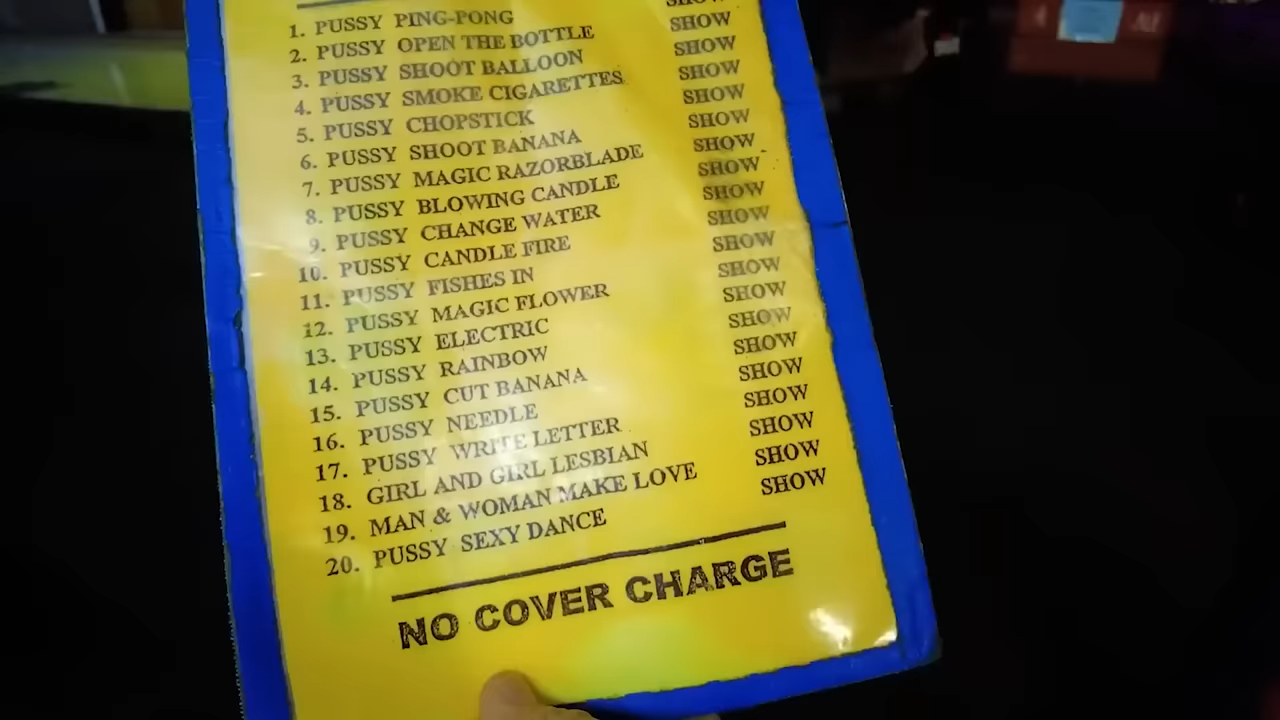 SHOW
1. PUSSY PING-PONG SHOW
2. PUSSY OPEN THE BOTTLE SHOW
3. PUSSY SHOOT BALLOON SHOW
4. PUSSY SMOKE CIGARETTES SHOW
5. PUSSY CHOPSTICK SHOW
6. PUSSY SHOOT BANANA SHOW
7. PUSSY MAGIC RAZORBLADE SHOW
8. PUSSY BLOWING CANDLE SHOW
9. PUSSY CHANGE WATER SHOW
10. PUSSY CANDLE FIRE SHOW
11. PUSSY FISHES IN SHOW
12. PUSSY MAGIC FLOWER SHOW
13. PUSSY ELECTRIC SHOW
14. PUSSY RAINBOW SHOW
15. PUSSY CUT BANANA SHOW
16. PUSSY NEEDLE SHOW
17. PUSSY WRITE LETTER SHOW
18. GIRL AND GIRL LESBIAN SHOW
19. MAN & WOMAN MAKE LOVE SHOW
20. PUSSY SEXY DANCE
NO COVER CHARGE